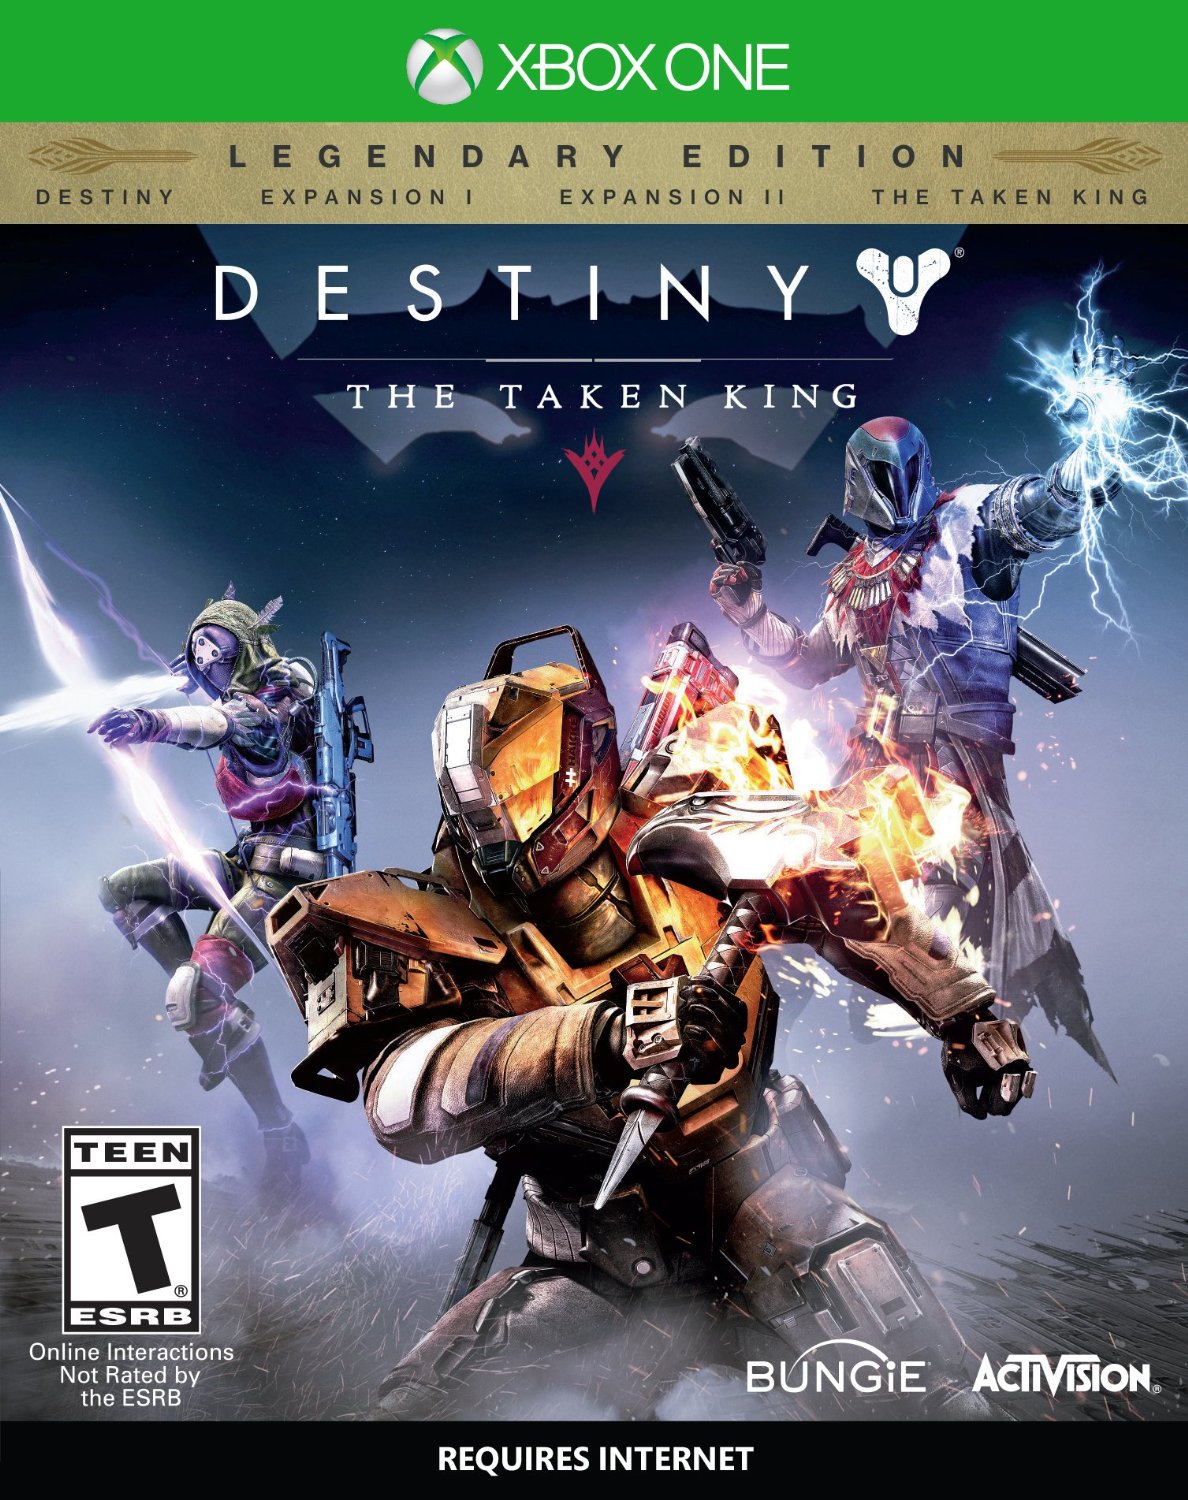 XBOX ONE
LEGENDARY EDITION
DESTINY EXPANSION I EXPANSION II THE TAKEN KING
DESTINY ®
THE TAKEN KING
TEEN
T ®
ESRB
Online Interactions
Not Rated by
the ESRB
BUNGiE ACTIVISION®
REQUIRES INTERNET